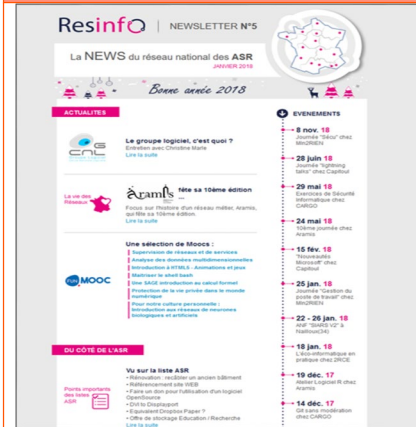 Resinfo | NEWSLETTER N°5
La NEWS du réseau national des ASR
JANVIER 2018
Bonne année 2018
ACTUALITES
Le groupe logiciel, c'est quoi ?
Entretien avec Christine Marle
Lire la suite
La vie des
Réseaux
Aramis fête sa 10ème édition
...
Focus sur l'histoire d'un réseau métier, Aramis,
qui fête sa 10ème édition.
Lire la suite
Une sélection de Moocs :
Supervision de réseaux et de services
Analyse des données multidimensionnelles
Introduction à HTML5 - Animations et jeux
Maitriser le shell bash
Une SAGE introduction au calcul formel
Protection de la vie privée dans le monde
numérique
Pour notre culture personnelle :
Introduction aux réseaux de neurones
biologiques et artificiels
FUN MOOC
DU CÔTÉ DE L'ASR
Points importants
des listes
ASR
Vu sur la liste ASR
• Rénovation : recâbler un ancien bâtiment
• Référencement site WEB
• Faire un don pour l'utilisation d'un logiciel
OpenSource
• DVI to Displayport
• Equivalent Dropbox Paper ?
• Offre de stockage Education / Recherche
Lire la suite
EVENEMENTS
8 nov. 18
Journée "Sécu" chez
Min2RIEN
28 juin 18
Journée "lightning
talks" chez Capitoul
29 mai 18
Exercices de Sécurité
informatique chez
CARGO
24 mai 18
10ème journée chez
Aramis
15 fév. 18
"Nouveautés
Microsoft" chez
Capitoul
25 jan. 18
Journée "Gestion du
poste de travail" chez
Min2RIEN
22 - 26 jan. 18
ANF "SIARS V2" à
Nailloux(34)
18 jan. 18
L'éco-informatique en
pratique chez 2RCE
19 déc. 17
Atelier Logiciel R chez
Aramis
14 déc. 17
Git sans modération
chez CARGO